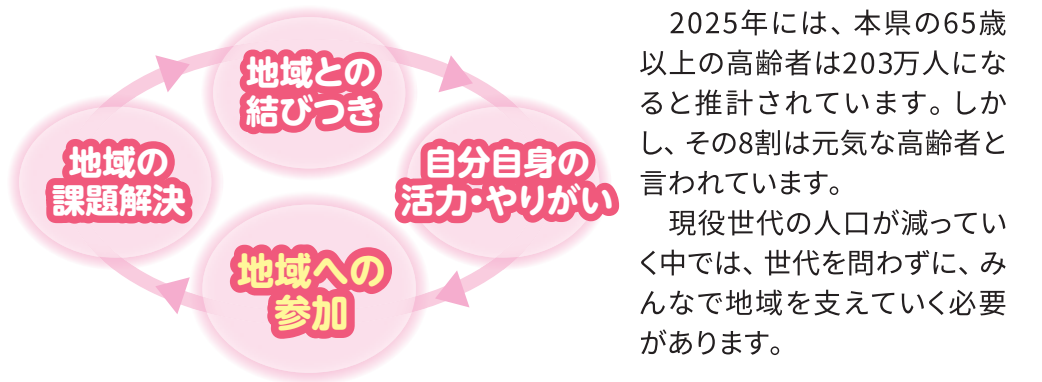 地域との
結びつき
自分自身の
活力・やりがい
地域への
参加
地域の
課題解決
　2025年には、本県の65歳
以上の高齢者は203万人にな
ると推計されています。しか
し、その8割は元気な高齢者と
言われています。
　現役世代の人口が減ってい
く中では、世代を問わずに、み
んなで地域を支えていく必要
があります。